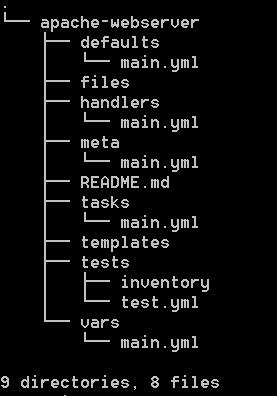 .
└── apache-webserver
    ├── defaults
    │   └── main.yml
    ├── files
    ├── handlers
    │   └── main.yml
    ├── meta
    │   └── main.yml
    ├── README.md
    ├── tasks
    │   └── main.yml
    ├── templates
    ├── tests
    │   ├── inventory
    │   └── test.yml
    └── vars
        └── main.yml

9 directories, 8 files